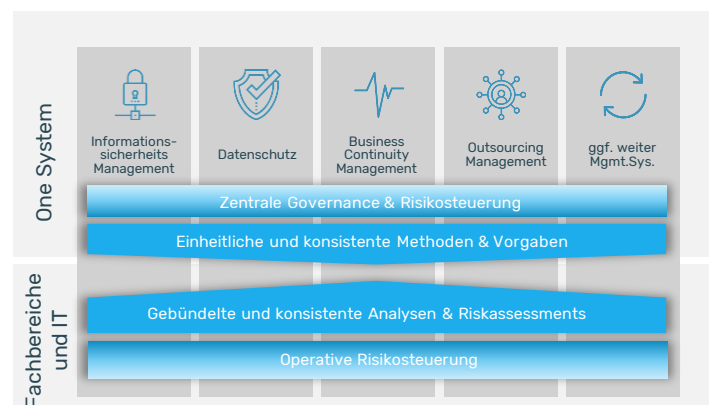 One System
Informations-
sicherheits
Management
Datenschutz
Business
Continuity
Management
Outsourcing
Management
ggf. weiter
Mgmt.Sys.
Zentrale Governance & Risikosteuerung
Einheitliche und konsistente Methoden & Vorgaben
Fachbereiche
und IT
Gebündelte und konsistente Analysen & Riskassessments
Operative Risikosteuerung